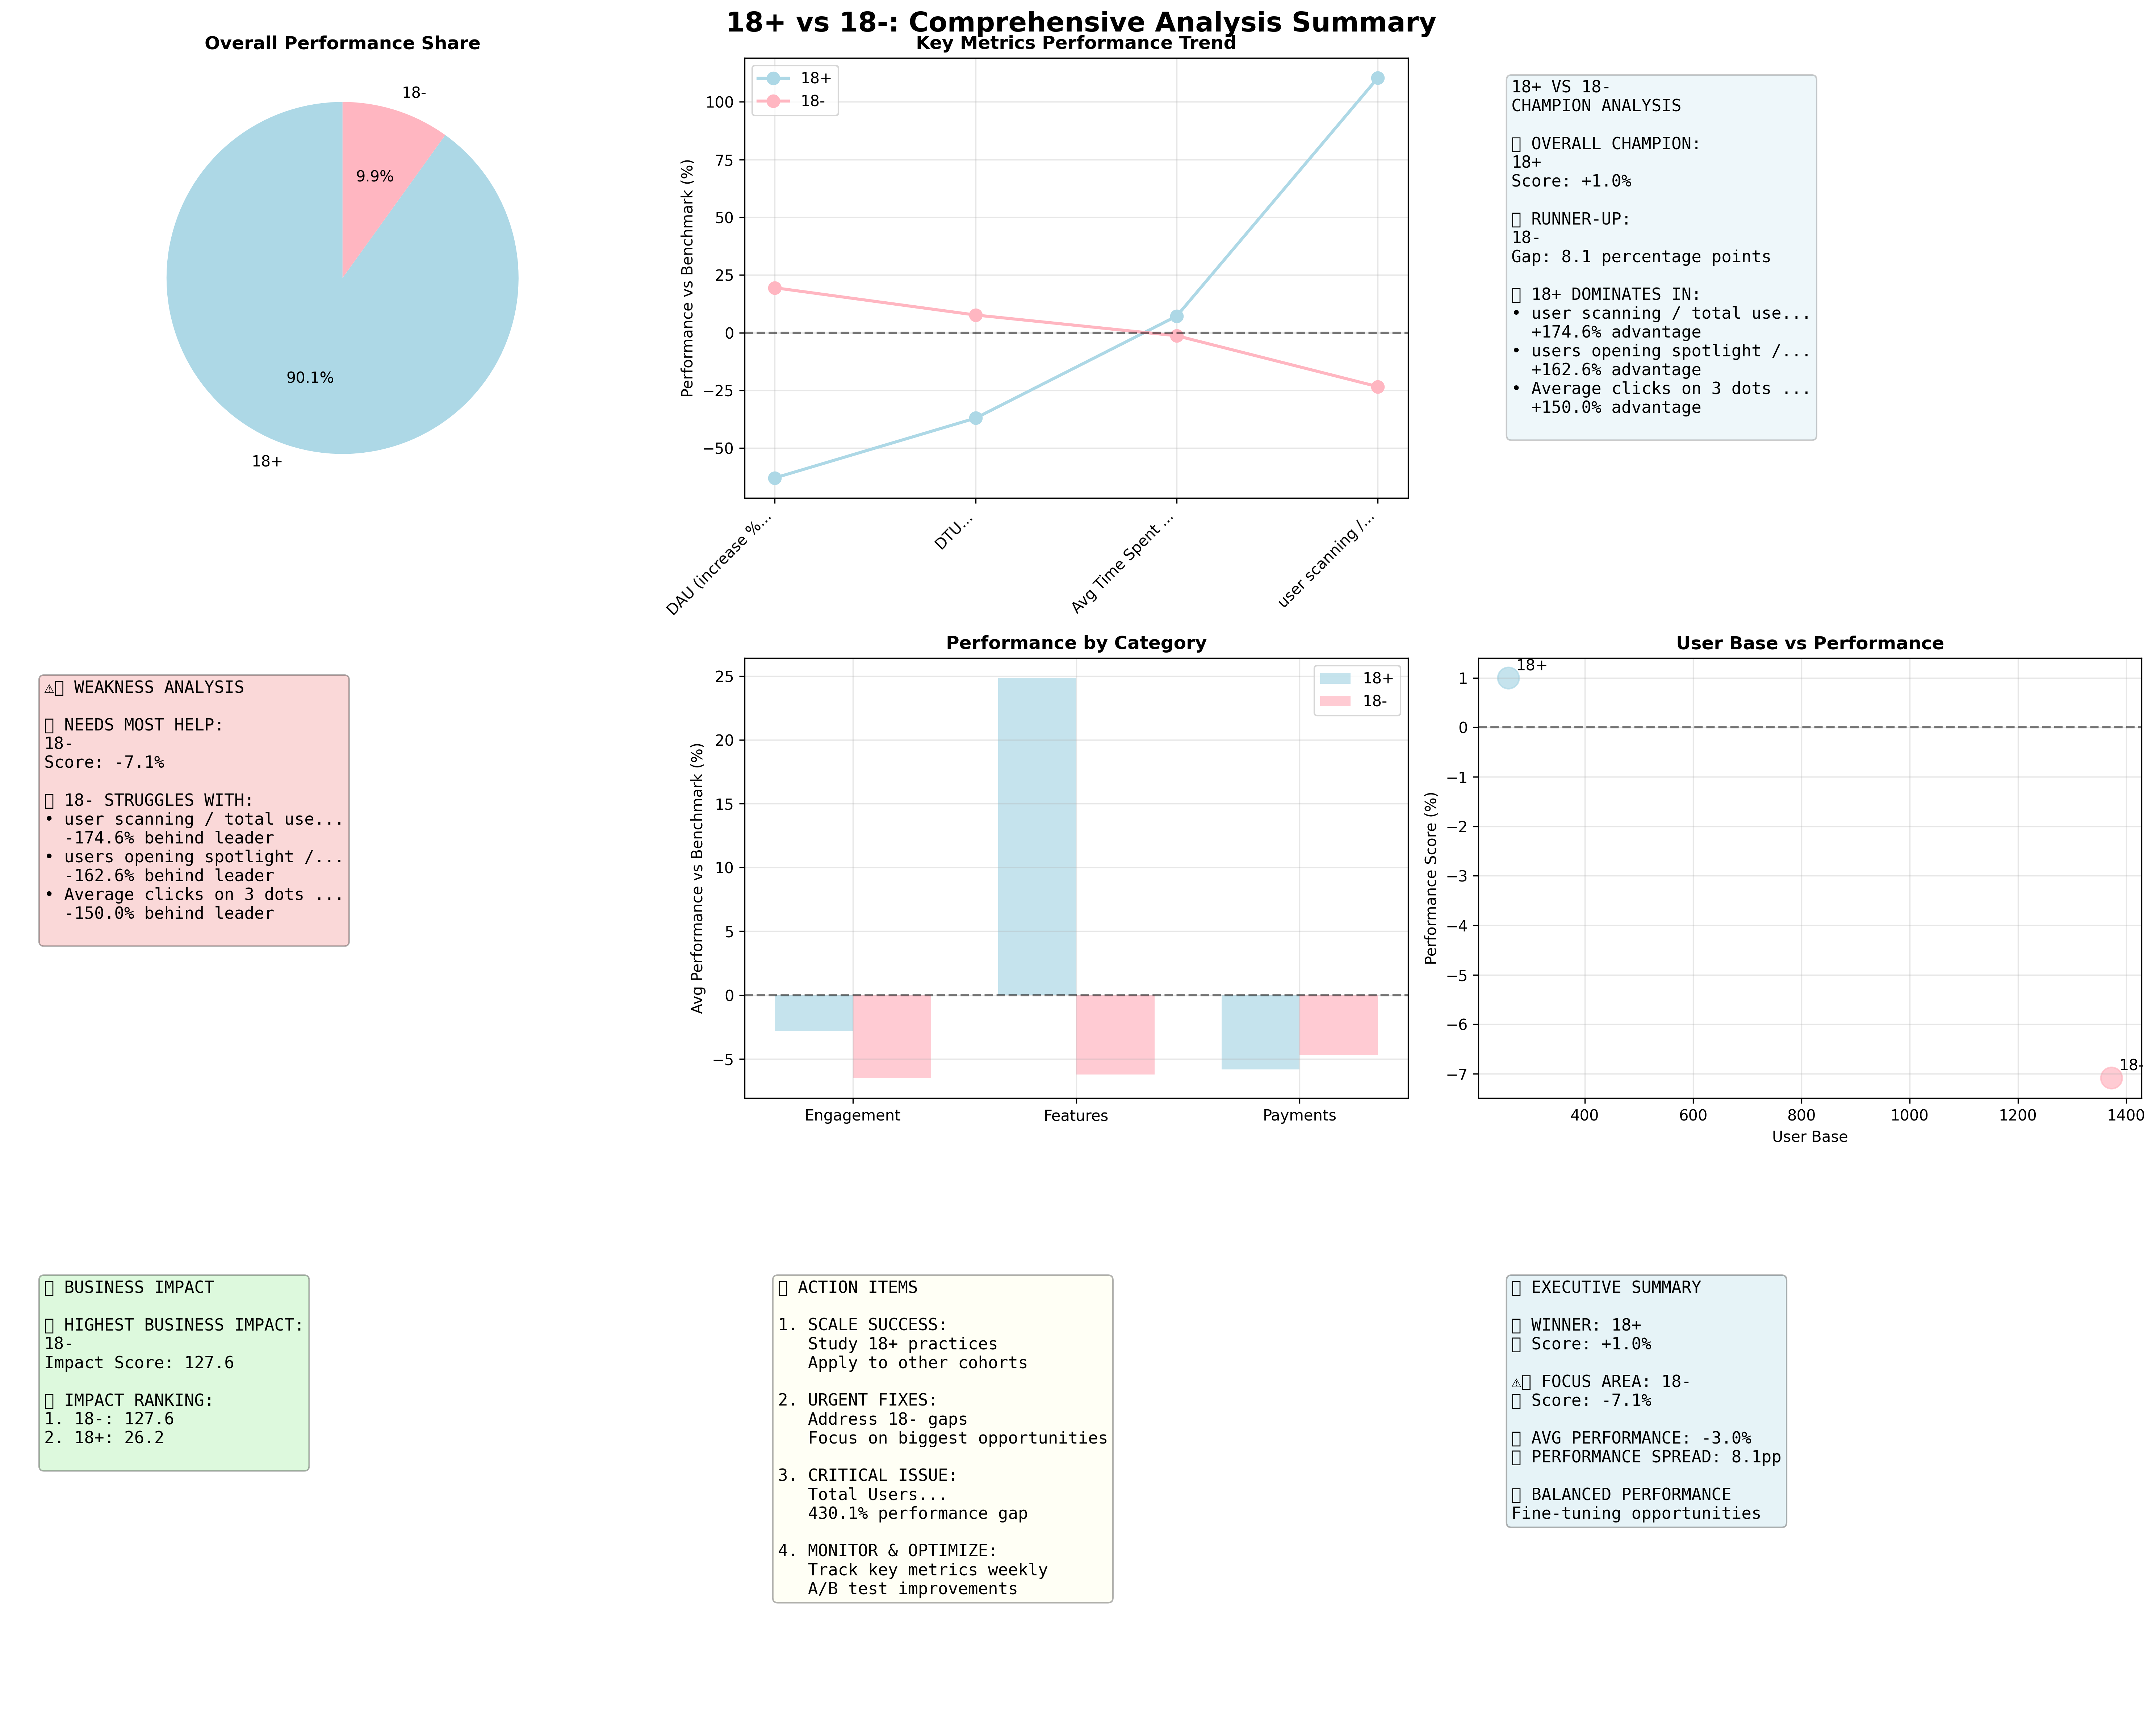 18+ vs 18-: Comprehensive Analysis Summary
Overall Performance Share
18-
9.9%
90.1%
18+
Key Metrics Performance Trend
18+
18-
Performance vs Benchmark (%)
100
75
50
25
0
−25
−50
DAU (increase %...
DTU...
Avg Time Spent ...
user scanning /...
18+ VS 18-
CHAMPION ANALYSIS
OVERALL CHAMPION:
18+
Score: +1.0%
RUNNER-UP:
18-
Gap: 8.1 percentage points
18+ DOMINATES IN:
• user scanning / total use...
+174.6% advantage
• users opening spotlight /...
+162.6% advantage
• Average clicks on 3 dots ...
+150.0% advantage
⚠ WEAKNESS ANALYSIS
NEEDS MOST HELP:
18-
Score: -7.1%
18- STRUGGLES WITH:
• user scanning / total use...
-174.6% behind leader
• users opening spotlight /...
-162.6% behind leader
• Average clicks on 3 dots ...
-150.0% behind leader
Performance by Category
18+
18-
Avg Performance vs Benchmark (%)
25
20
15
10
5
0
−5
Engagement
Features
Payments
User Base vs Performance
18+
18-
Performance Score (%)
1
0
−1
−2
−3
−4
−5
−6
−7
400
600
800
1000
1200
1400
User Base
BUSINESS IMPACT
HIGHEST BUSINESS IMPACT:
18-
Impact Score: 127.6
IMPACT RANKING:
1. 18-: 127.6
2. 18+: 26.2
ACTION ITEMS
1. SCALE SUCCESS:
Study 18+ practices
Apply to other cohorts
2. URGENT FIXES:
Address 18- gaps
Focus on biggest opportunities
3. CRITICAL ISSUE:
Total Users...
430.1% performance gap
4. MONITOR & OPTIMIZE:
Track key metrics weekly
A/B test improvements
EXECUTIVE SUMMARY
WINNER: 18+
Score: +1.0%
⚠ FOCUS AREA: 18-
Score: -7.1%
AVG PERFORMANCE: -3.0%
PERFORMANCE SPREAD: 8.1pp
BALANCED PERFORMANCE
Fine-tuning opportunities